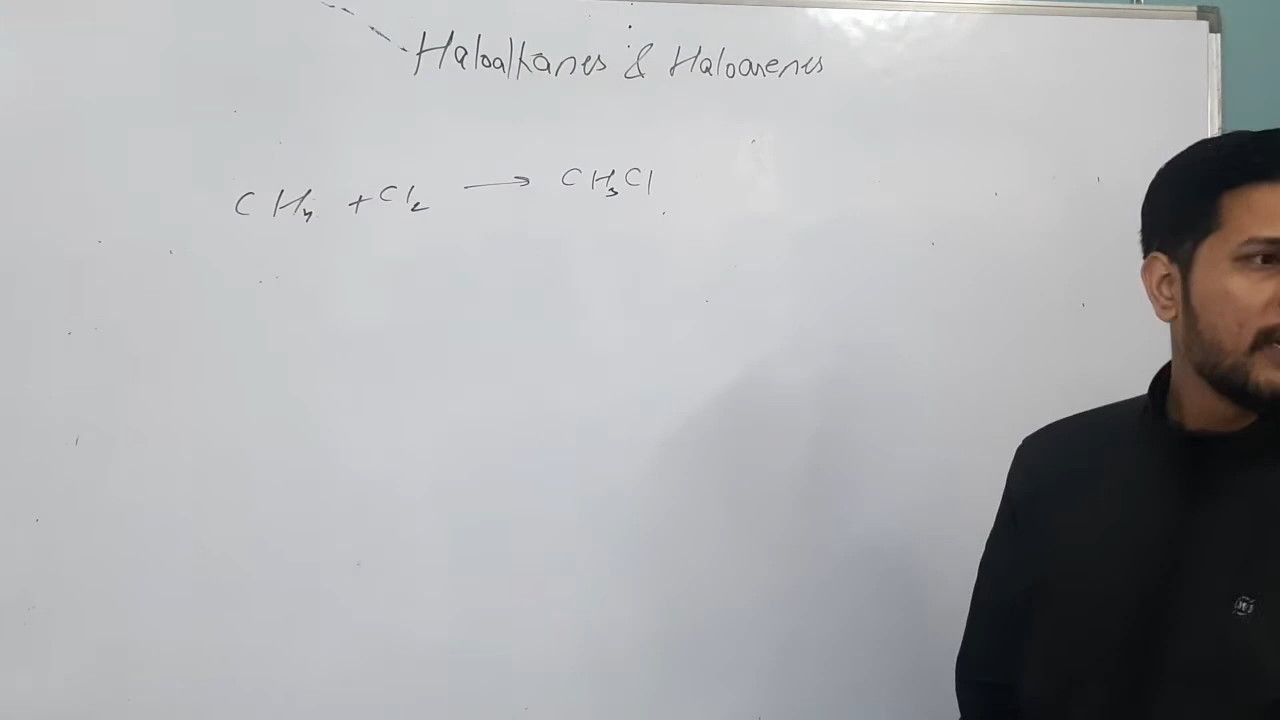 Haloalkanes & Haloarenes
CH₄ + Cl₂ → CH₃Cl